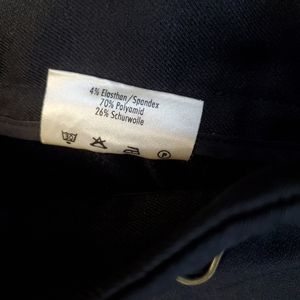 4% Elasthan/Spandex
70% Polyamid
26% Schurwolle